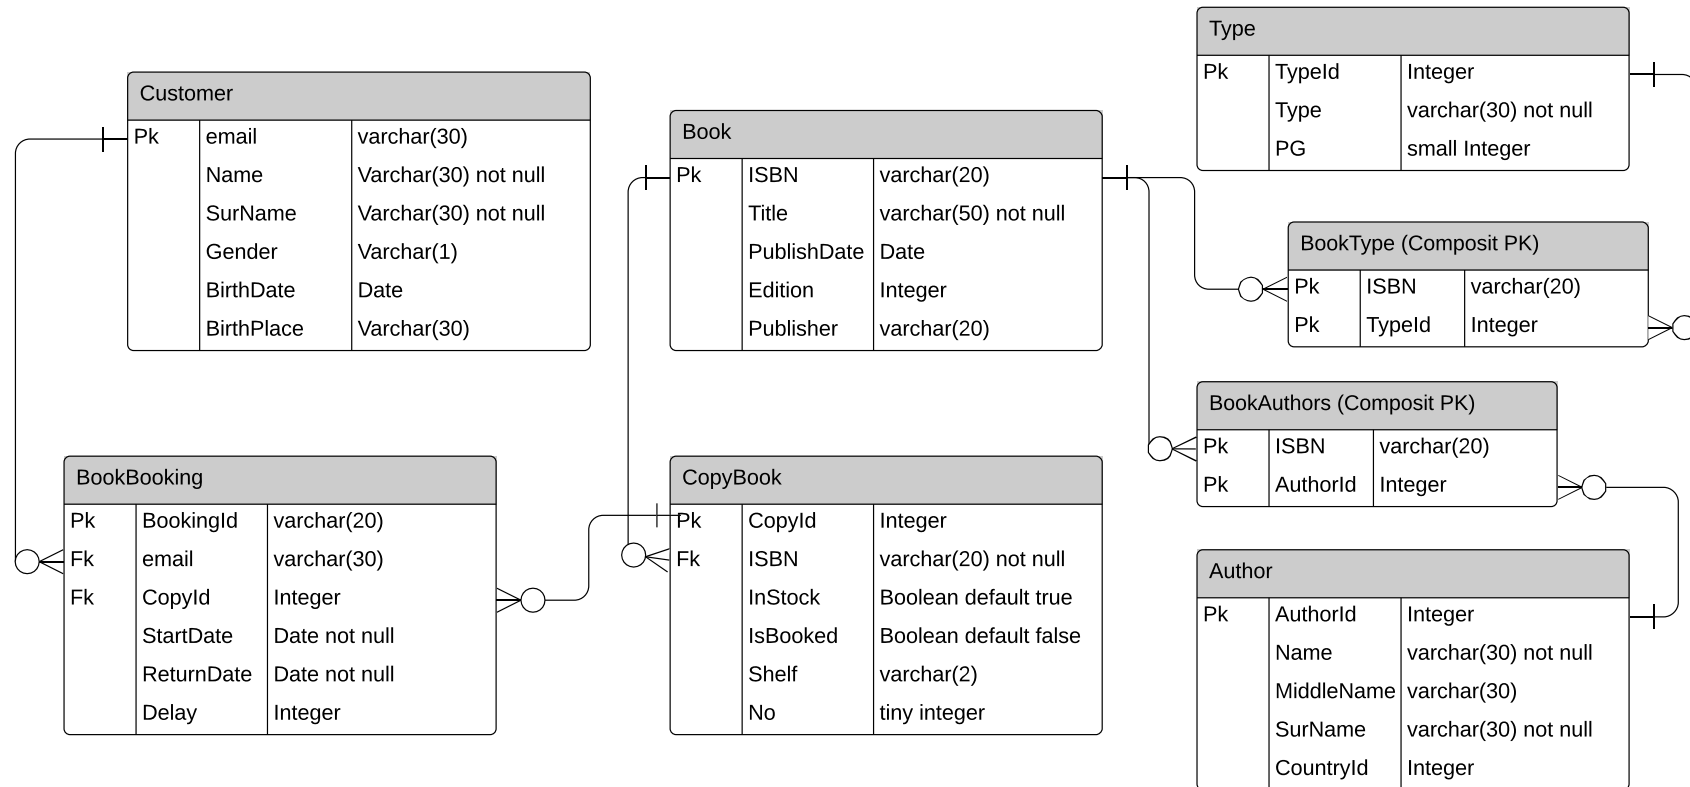 Customer
Pk email varchar(30)
Name Varchar(30) not null
SurName Varchar(30) not null
Gender Varchar(1)
BirthDate Date
BirthPlace Varchar(30)
Book
Pk ISBN varchar(20)
Title varchar(50) not null
PublishDate Date
Edition Integer
Publisher varchar(20)
Type
Pk TypeId Integer
Type varchar(30) not null
PG small Integer
BookType (Composit PK)
Pk ISBN varchar(20)
Pk TypeId Integer
BookAuthors (Composit PK)
Pk ISBN varchar(20)
Pk AuthorId Integer
BookBooking
Pk BookingId varchar(20)
Fk email varchar(30)
Fk CopyId Integer
StartDate Date not null
ReturnDate Date not null
Delay Integer
CopyBook
Pk CopyId Integer
Fk ISBN varchar(20) not null
InStock Boolean default true
IsBooked Boolean default false
Shelf varchar(2)
No tiny integer
Author
Pk AuthorId Integer
Name varchar(30) not null
MiddleName varchar(30)
SurName varchar(30) not null
CountryId Integer